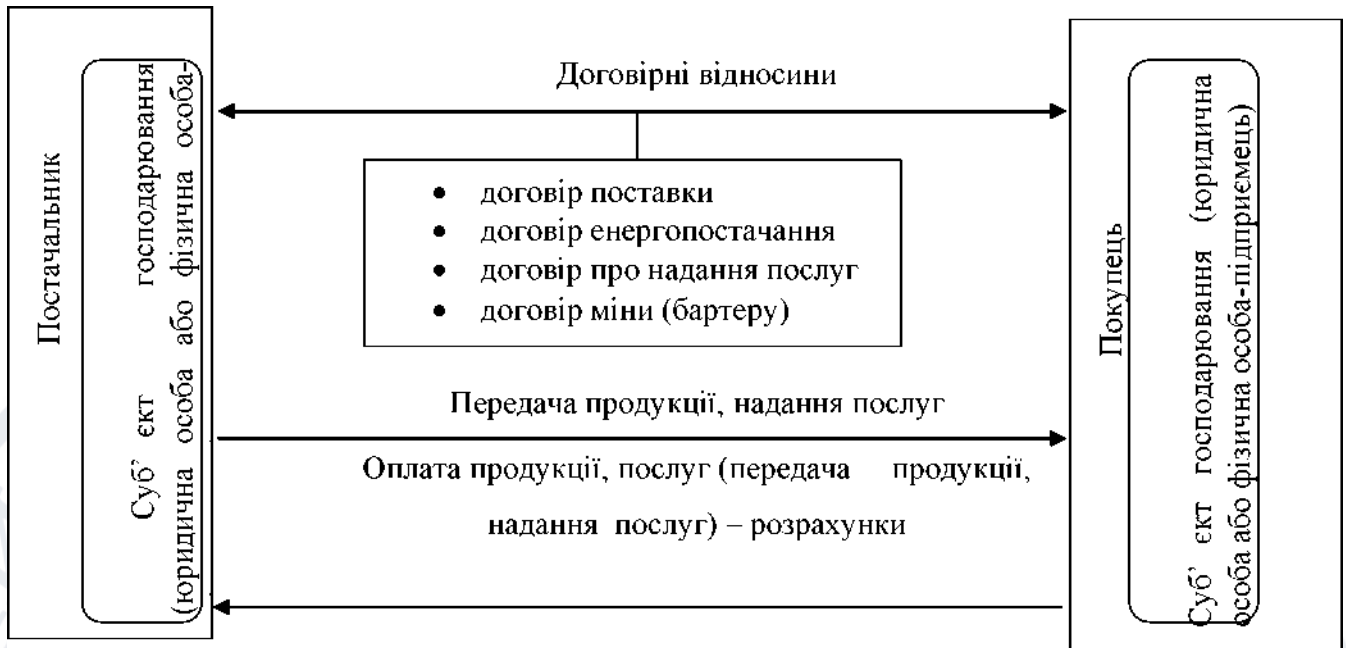 Постачальник
Суб’ єкт господарювання
(юридична особа або фізична особа-
Договірні відносини
• договір поставки
• договір енергопостачання
• договір про надання послуг
• договір міни (бартеру)
Передача продукції, надання послуг
Оплата продукції, послуг (передача продукції,
надання послуг) – розрахунки
Покупець
Суб’ єкт господарювання (юридична
особа або фізична особа-підприємець)